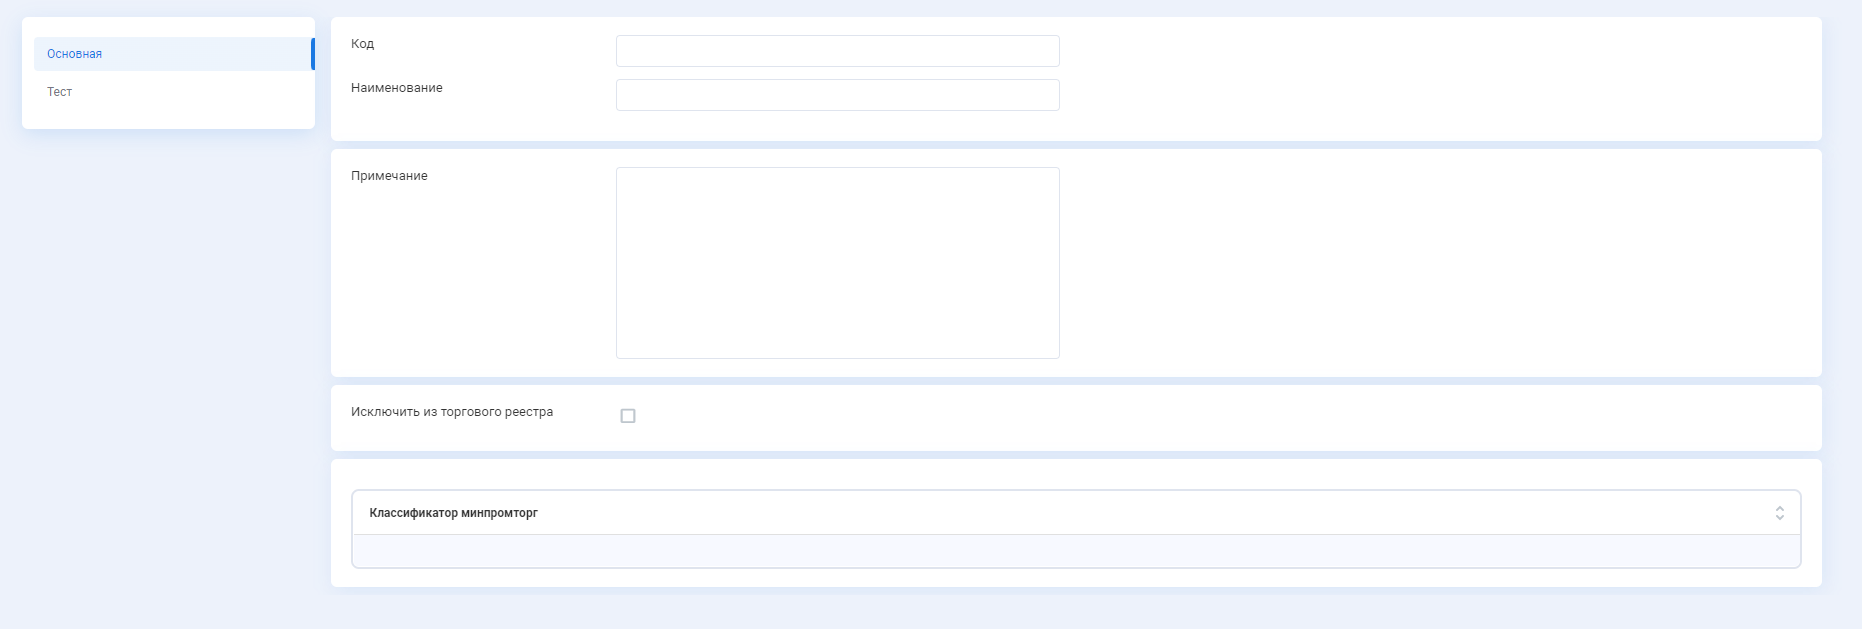 Основная
Тест
Код
Наименование
Примечание
Исключить из торгового реестра
Классификатор минпромторг